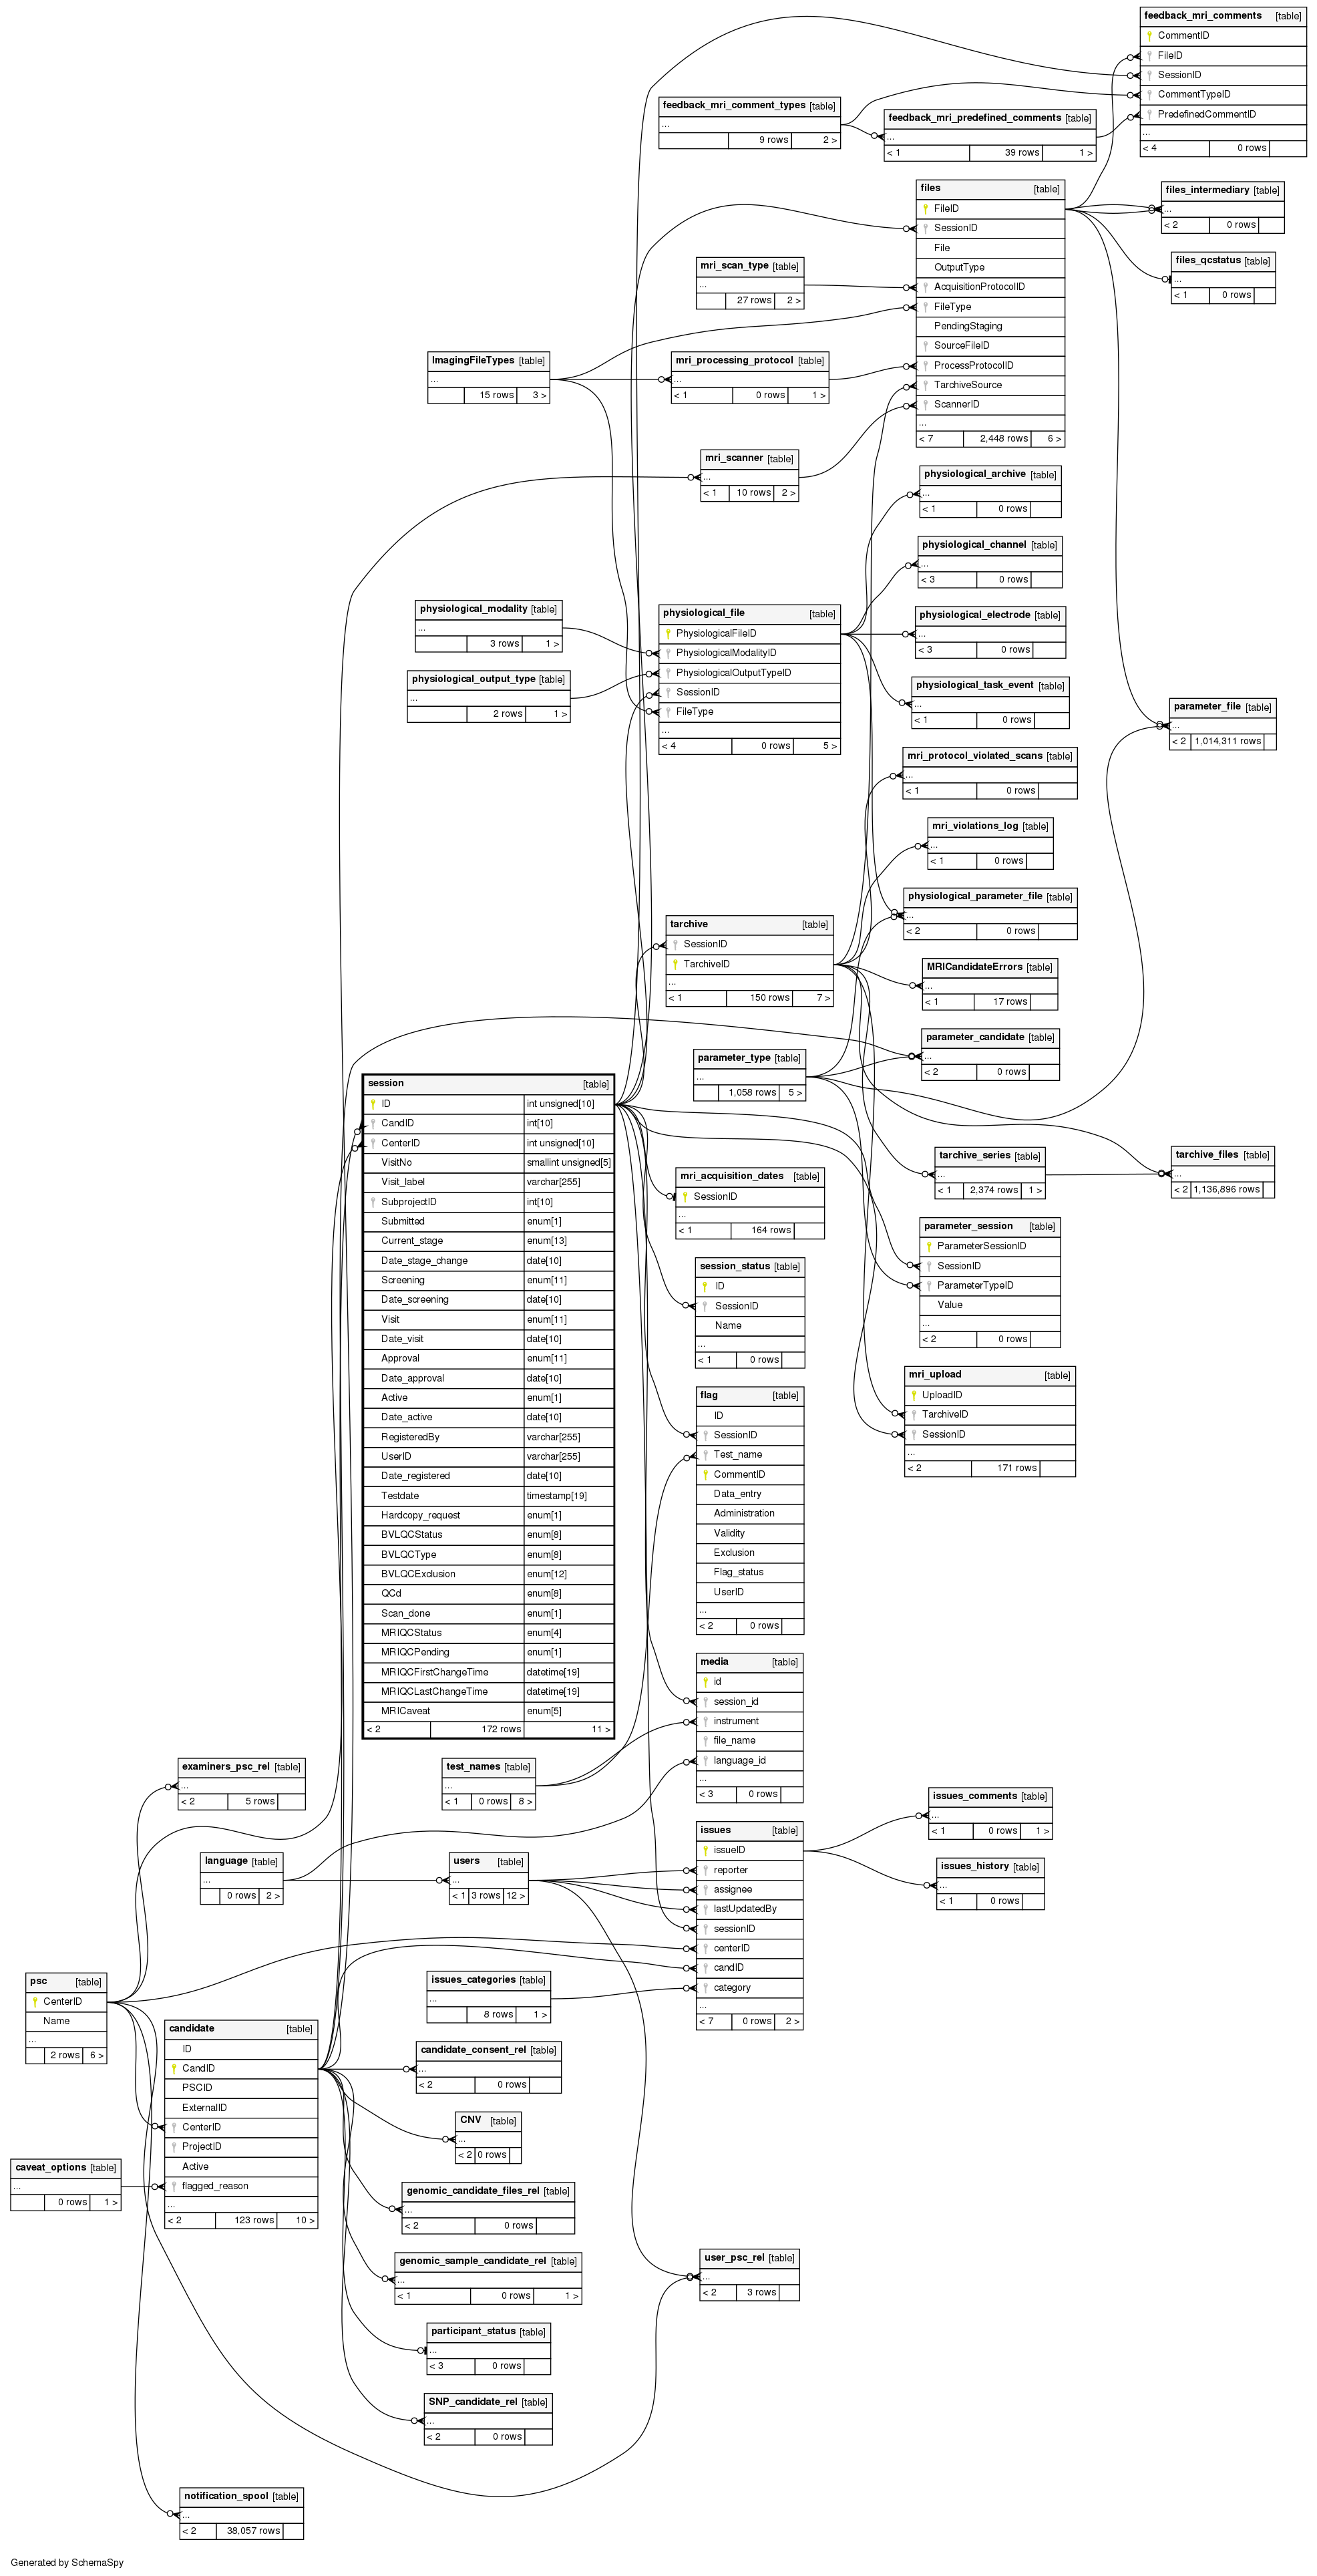 feedback_mri_comments [table]
CommentID
FileID
SessionID
CommentTypeID
PredefinedCommentID
...
< 4 0 rows
feedback_mri_comment_types [table]
...
9 rows 2 >
feedback_mri_predefined_comments [table]
...
< 1 39 rows 1 >
files [table]
FileID
SessionID
File
OutputType
AcquisitionProtocolID
FileType
PendingStaging
SourceFileID
ProcessProtocolID
TarchiveSource
ScannerID
...
< 7 2,448 rows 6 >
files_intermediary [table]
...
< 2 0 rows
files_qcstatus [table]
...
< 1 0 rows
mri_scan_type [table]
...
27 rows 2 >
ImagingFileTypes [table]
...
15 rows 3 >
mri_processing_protocol [table]
...
< 1 0 rows 1 >
mri_scanner [table]
...
< 1 10 rows 2 >
physiological_archive [table]
...
< 1 0 rows
physiological_channel [table]
...
< 3 0 rows
physiological_modality [table]
...
3 rows 1 >
physiological_output_type [table]
...
2 rows 1 >
physiological_file [table]
PhysiologicalFileID
PhysiologicalModalityID
PhysiologicalOutputTypeID
SessionID
FileType
...
< 4 0 rows 5 >
physiological_electrode [table]
...
< 3 0 rows
physiological_task_event [table]
...
< 1 0 rows
parameter_file [table]
...
< 2 1,014,311 rows
mri_protocol_violated_scans [table]
...
< 1 0 rows
mri_violations_log [table]
...
< 1 0 rows
physiological_parameter_file [table]
...
< 2 0 rows
tarchive [table]
SessionID
TarchiveID
...
< 1 150 rows 7 >
MRICandidateErrors [table]
...
< 1 17 rows
parameter_candidate [table]
...
< 2 0 rows
parameter_type [table]
...
1,058 rows 5 >
session [table]
ID int unsigned[10]
CandID int[10]
CenterID int unsigned[10]
VisitNo smallint unsigned[5]
Visit_label varchar[255]
SubprojectID int[10]
Submitted enum[1]
Current_stage enum[13]
Date_stage_change date[10]
Screening enum[11]
Date_screening date[10]
Visit enum[11]
Date_visit date[10]
Approval enum[11]
Date_approval date[10]
Active enum[1]
Date_active date[10]
RegisteredBy varchar[255]
UserID varchar[255]
Date_registered date[10]
Testdate timestamp[19]
Hardcopy_request enum[1]
BVLQCStatus enum[8]
BVLQCType enum[8]
BVLQCExclusion enum[12]
QCd enum[8]
Scan_done enum[1]
MRIQCStatus enum[4]
MRIQCPending enum[1]
MRIQCFirstChangeTime datetime[19]
MRIQCLastChangeTime datetime[19]
MRICaveat enum[5]
< 2 172 rows 11 >
tarchive_series [table]
...
< 1 2,374 rows 1 >
tarchive_files [table]
...
< 2 1,136,896 rows
mri_acquisition_dates [table]
SessionID
...
< 1 164 rows
parameter_session [table]
ParameterSessionID
SessionID
ParameterTypeID
Value
...
< 2 0 rows
session_status [table]
ID
SessionID
Name
...
< 1 0 rows
mri_upload [table]
UploadID
TarchiveID
SessionID
...
< 2 171 rows
flag [table]
ID
SessionID
Test_name
CommentID
Data_entry
Administration
Validity
Exclusion
Flag_status
UserID
...
< 2 0 rows
media [table]
id
session_id
instrument
file_name
language_id
...
< 3 0 rows
examiners_psc_rel [table]
...
< 2 5 rows
test_names [table]
...
< 1 0 rows 8 >
issues_comments [table]
...
< 1 0 rows 1 >
issues [table]
issueID
reporter
assignee
lastUpdatedBy
sessionID
centerID
candID
category
...
< 7 0 rows 2 >
language [table]
...
0 rows 2 >
users [table]
...
< 1 3 rows 12 >
issues_history [table]
...
< 1 0 rows
psc [table]
CenterID
Name
...
2 rows 6 >
issues_categories [table]
...
8 rows 1 >
candidate [table]
ID
CandID
PSCID
ExternalID
CenterID
ProjectID
Active
flagged_reason
...
< 2 123 rows 10 >
candidate_consent_rel [table]
...
< 2 0 rows
CNV [table]
...
< 2 0 rows
caveat_options [table]
...
0 rows 1 >
genomic_candidate_files_rel [table]
...
< 2 0 rows
genomic_sample_candidate_rel [table]
...
< 1 0 rows 1 >
user_psc_rel [table]
...
< 2 3 rows
participant_status [table]
...
< 3 0 rows
SNP_candidate_rel [table]
...
< 2 0 rows
notification_spool [table]
...
< 2 38,057 rows
Generated by SchemaSpy